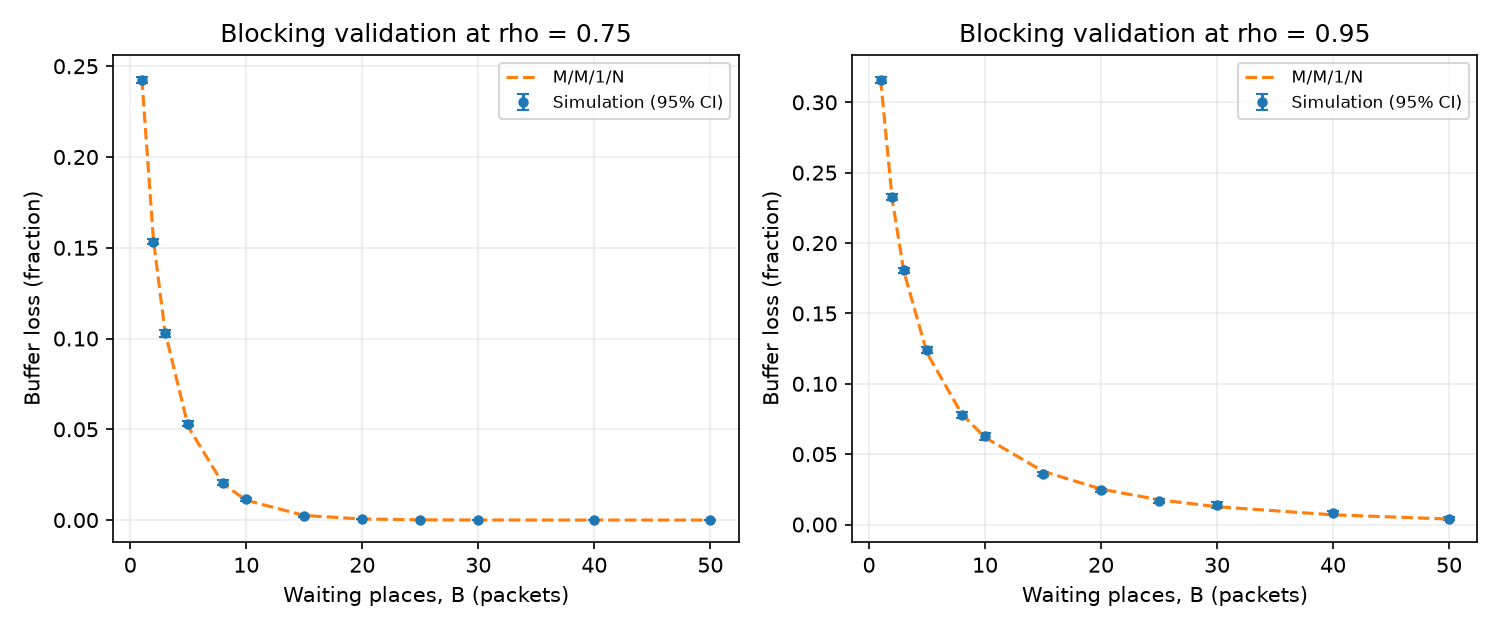 Blocking validation at rho = 0.75
M/M/1/N
Simulation (95% CI)
Buffer loss (fraction)
0.25
0.20
0.15
0.10
0.05
0.00
0 10 20 30 40 50
Waiting places, B (packets)
Blocking validation at rho = 0.95
M/M/1/N
Simulation (95% CI)
Buffer loss (fraction)
0.30
0.25
0.20
0.15
0.10
0.05
0.00
0 10 20 30 40 50
Waiting places, B (packets)